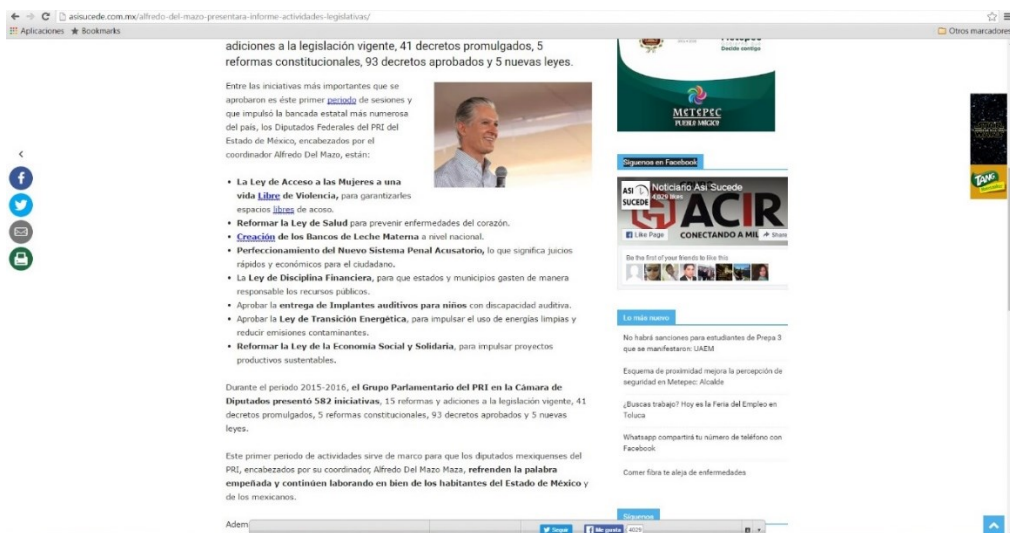 asisucede.com.mx/alfredo-del-mazo-presentara-informe-actividades-legislativas/
Aplicaciones
Bookmarks
Otros marcadores
adiciones a la legislación vigente, 41 decretos promulgados, 5
reformas constitucionales, 93 decretos aprobados y 5 nuevas leyes.
Entre las iniciativas más importantes que se
aprobaron es éste primer periodo de sesiones y
que impulsó la bancada estatal más numerosa
del país, los Diputados Federales del PRI del
Estado de México, encabezados por el
coordinador Alfredo Del Mazo, están:
• La Ley de Acceso a las Mujeres a una
vida Libre de Violencia, para garantizarles
espacios libres de acoso.
• Reformar la Ley de Salud para prevenir enfermedades del corazón.
• Creación de los Bancos de Leche Materna a nivel nacional.
• Perfeccionamiento del Nuevo Sistema Penal Acusatorio, lo que significa juicios
rápidos y económicos para el ciudadano.
• La Ley de Disciplina Financiera, para que estados y municipios gasten de manera
responsable los recursos públicos.
• Aprobar la entrega de Implantes auditivos para niños con discapacidad auditiva.
• Aprobar la Ley de Transición Energética, para impulsar el uso de energías limpias y
reducir emisiones contaminantes.
• Reformar la Ley de la Economía Social y Solidaria, para impulsar proyectos
productivos sustentables.
Durante el periodo 2015-2016, el Grupo Parlamentario del PRI en la Cámara de
Diputados presentó 582 iniciativas, 15 reformas y adiciones a la legislación vigente, 41
decretos promulgados, 5 reformas constitucionales, 93 decretos aprobados y 5 nuevas
leyes.
Este primer periodo de actividades sirve de marco para que los diputados mexiquenses del
PRI, encabezados por su coordinador, Alfredo Del Mazo Maza, refrenden la palabra
empeñada y continúen laborando en bien de los habitantes del Estado de México y
de los mexicanos.
Adem
Metepec
Decide contigo
METEPEC
PUEBLO MÁGICO
Síguenos en Facebook
ASI SUCEDE
Noticiario Así Sucede
4,029 likes
ACIR
CONECTANDO A MIL
Like Page
Share
Be the first of your friends to like this
Lo más nuevo
No habrá sanciones para estudiantes de Prepa 3
que se manifestaron: UAEM
Esquema de proximidad mejora la percepción de
seguridad en Metepec: Alcalde
¿Buscas trabajo? Hoy es la Feria del Empleo en
Toluca
Whatsapp compartirá tu número de teléfono con
Facebook
Comer fibra te aleja de enfermedades
Síguenos
TANG
Seguir
Me gusta
4029